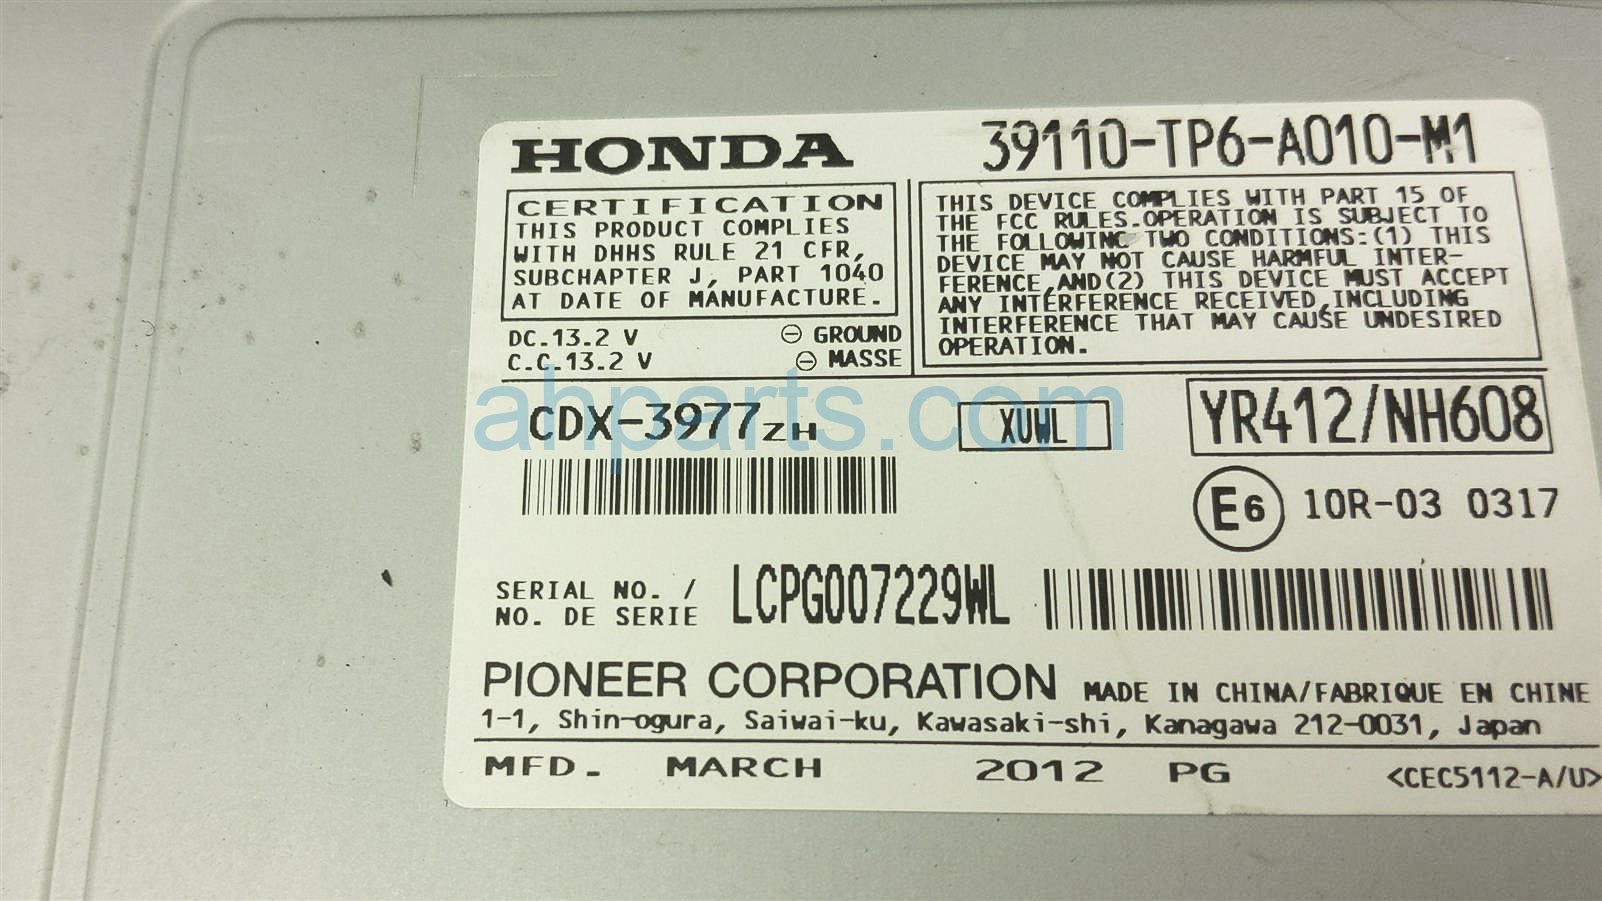 HONDA 39110-TP6-A010-M1
CERTIFICATION
THIS PRODUCT COMPLIES
WITH DHHS RULE 21 CFR,
SUBCHAPTER J, PART 1040
AT DATE OF MANUFACTURE.
DC.13.2 V ⊖ GROUND
C.C.13.2 V ⊖ MASSE
THIS DEVICE COMPLIES WITH PART 15 OF
THE FCC RULES.OPERATION IS SUBJECT TO
THE FOLLOWING TWO CONDITIONS:(1) THIS
DEVICE MAY NOT CAUSE HARMFUL INTER-
FERENCE,AND(2) THIS DEVICE MUST ACCEPT
ANY INTERFERENCE RECEIVED,INCLUDING
INTERFERENCE THAT MAY CAUSE UNDESIRED
OPERATION.
CDX-3977ZH XUWL YR412/NH608
ahparts.com
E6 10R-03 0317
SERIAL NO. /
NO. DE SERIE LCPG007229WL
PIONEER CORPORATION MADE IN CHINA/FABRIQUE EN CHINE
1-1, Shin-ogura, Saiwai-ku, Kawasaki-shi, Kanagawa 212-0031, Japan
MFD. MARCH 2012 PG <CEC5112-A/U>